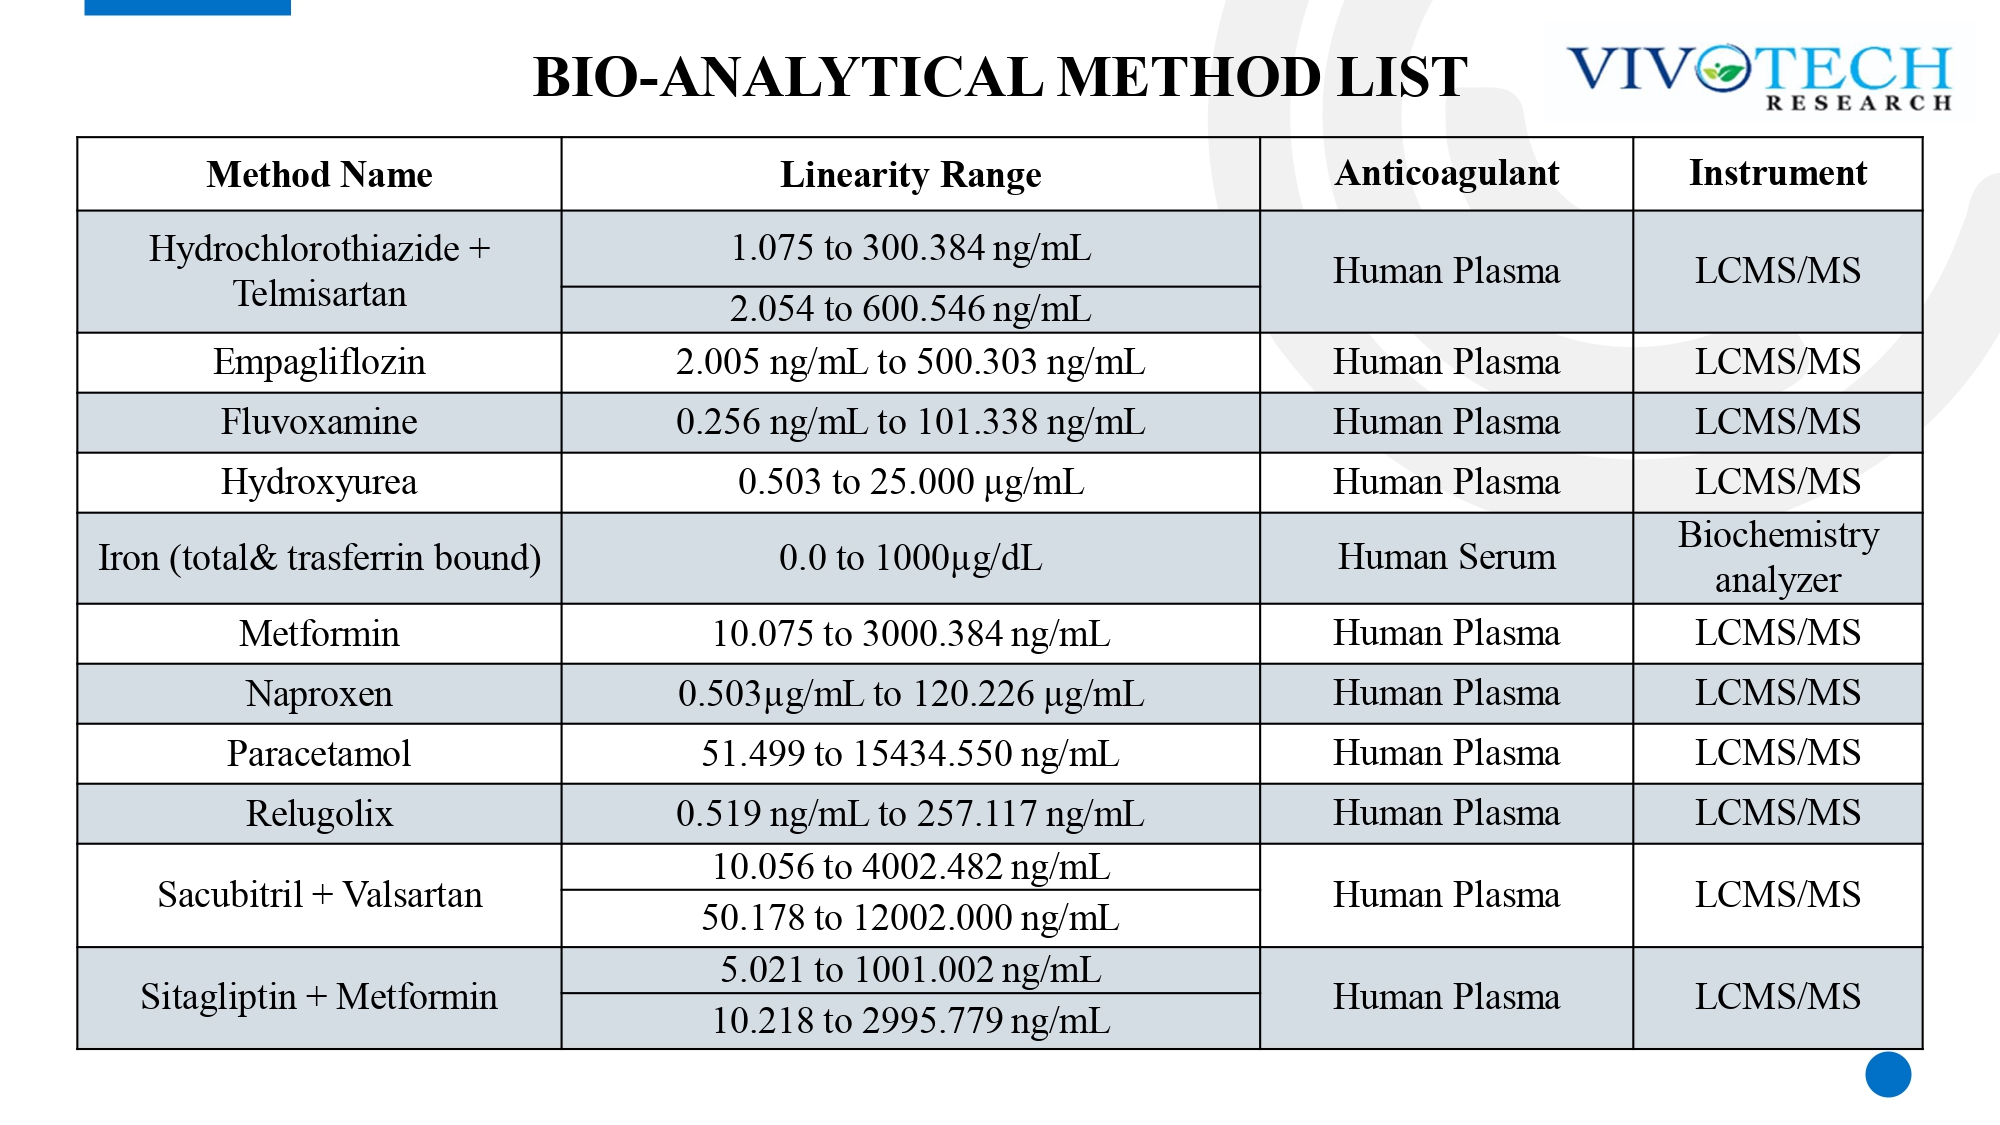 BIO-ANALYTICAL METHOD LIST
VIVOTECH
RESEARCH
Method Name Linearity Range Anticoagulant Instrument
Hydrochlorothiazide +
Telmisartan
1.075 to 300.384 ng/mL
2.054 to 600.546 ng/mL
Human Plasma LCMS/MS
Empagliflozin 2.005 ng/mL to 500.303 ng/mL Human Plasma LCMS/MS
Fluvoxamine 0.256 ng/mL to 101.338 ng/mL Human Plasma LCMS/MS
Hydroxyurea 0.503 to 25.000 µg/mL Human Plasma LCMS/MS
Iron (total& trasferrin bound) 0.0 to 1000µg/dL Human Serum Biochemistry
analyzer
Metformin 10.075 to 3000.384 ng/mL Human Plasma LCMS/MS
Naproxen 0.503µg/mL to 120.226 µg/mL Human Plasma LCMS/MS
Paracetamol 51.499 to 15434.550 ng/mL Human Plasma LCMS/MS
Relugolix 0.519 ng/mL to 257.117 ng/mL Human Plasma LCMS/MS
Sacubitril + Valsartan
10.056 to 4002.482 ng/mL
50.178 to 12002.000 ng/mL
Human Plasma LCMS/MS
Sitagliptin + Metformin
5.021 to 1001.002 ng/mL
10.218 to 2995.779 ng/mL
Human Plasma LCMS/MS